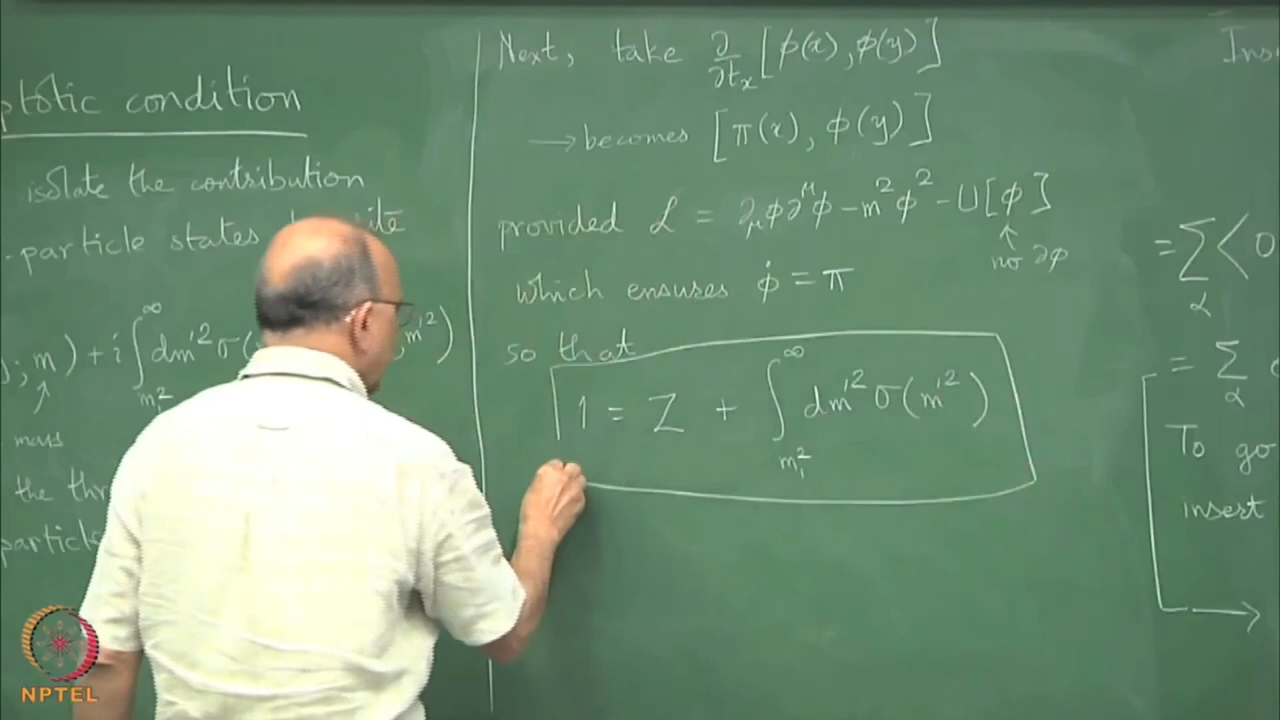 ptotic condition
isolate the contribution
-particle states
; m ) + i ∫_{m₁²}^{∞} dm'² σ( , m'²)
mass
the thr
particle
Next, take ∂/∂t_x [φ(x), φ(y)]
→ becomes [π(x), φ(y)]
provided ℒ = ∂_μφ∂^μφ − m²φ² − U[φ]
↑
no ∂φ
which ensures φ̇ = π
so that
1 = Z + ∫_{m₁²}^{∞} dm'² σ(m'²)
Ins
= Σ_α ⟨0
= Σ_α
To go
insert
NPTEL